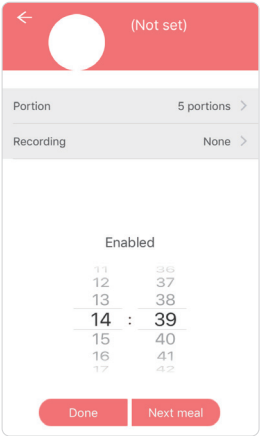 (Not set)
Portion 5 portions
Recording None
Enabled
11 36
12 37
13 38
14 : 39
15 40
16 41
17 42
Done Next meal